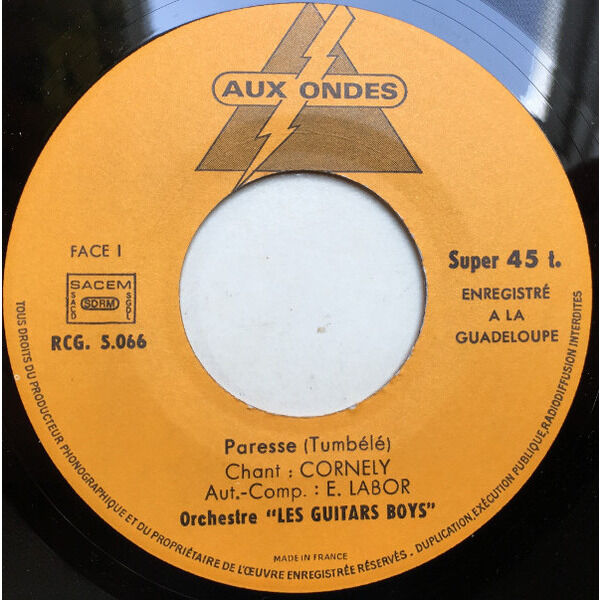 AUX ONDES
FACE I
SACEM
SACD
SDRM
SGDL
RCG. 5.066
Super 45 t.
ENREGISTRÉ
A LA
GUADELOUPE
Paresse (Tumbélé)
Chant : CORNELY
Aut.-Comp. : E. LABOR
Orchestre "LES GUITARS BOYS"
MADE IN FRANCE
TOUS DROITS DU PRODUCTEUR PHONOGRAPHIQUE ET DU PROPRIÉTAIRE DE L'ŒUVRE ENREGISTRÉE RÉSERVÉS. DUPLICATION, EXÉCUTION PUBLIQUE, RADIODIFFUSION INTERDITES